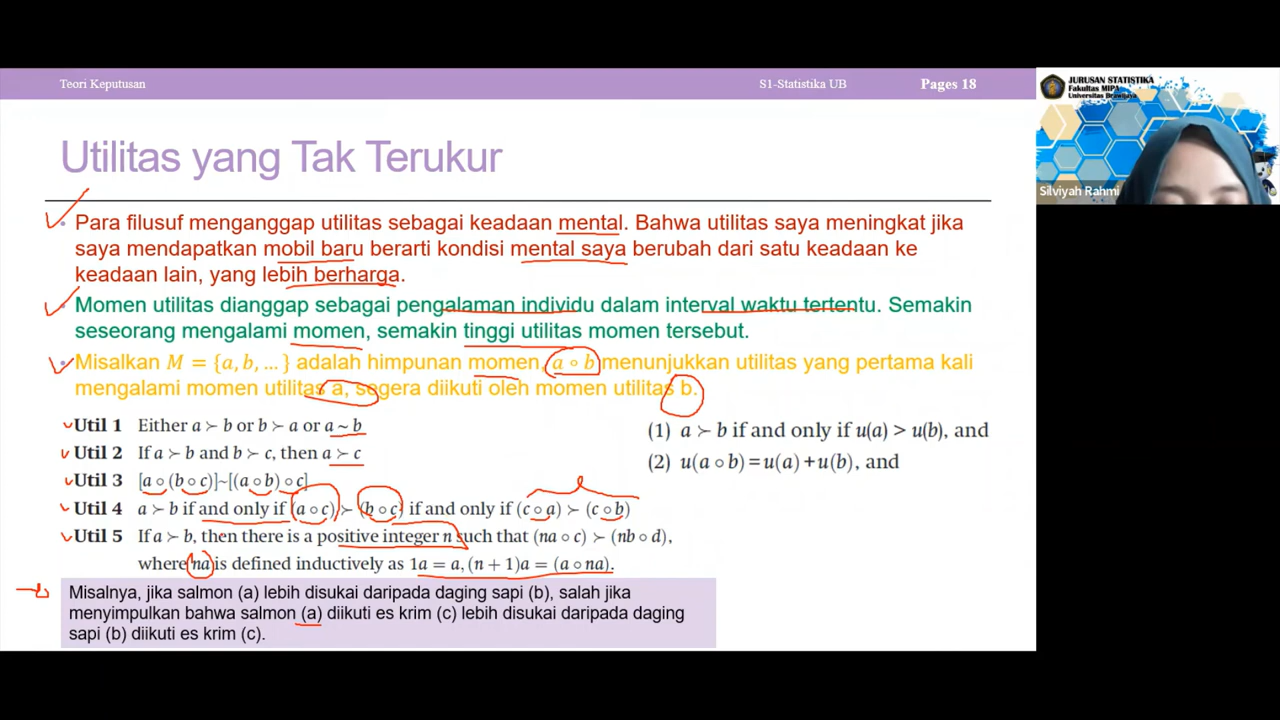 Teori Keputusan
S1-Statistika UB
Pages 18
JURUSAN STATISTIKA
Fakultas MIPA
Universitas Brawijaya
Silviyah Rahmi
Utilitas yang Tak Terukur
• Para filusuf menganggap utilitas sebagai keadaan mental. Bahwa utilitas saya meningkat jika
saya mendapatkan mobil baru berarti kondisi mental saya berubah dari satu keadaan ke
keadaan lain, yang lebih berharga.
• Momen utilitas dianggap sebagai pengalaman individu dalam interval waktu tertentu. Semakin
seseorang mengalami momen, semakin tinggi utilitas momen tersebut.
• Misalkan M = {a, b, …} adalah himpunan momen, a ∘ b menunjukkan utilitas yang pertama kali
mengalami momen utilitas a, segera diikuti oleh momen utilitas b.
Util 1 Either a ≻ b or b ≻ a or a ~ b
Util 2 If a ≻ b and b ≻ c, then a ≻ c
Util 3 [a ∘ (b ∘ c)]~[(a ∘ b) ∘ c]
Util 4 a ≻ b if and only if (a ∘ c) ≻ (b ∘ c) if and only if (c ∘ a) ≻ (c ∘ b)
Util 5 If a ≻ b, then there is a positive integer n such that (na ∘ c) ≻ (nb ∘ d),
where na is defined inductively as 1a = a, (n + 1)a = (a ∘ na).
(1) a ≻ b if and only if u(a) > u(b), and
(2) u(a ∘ b) = u(a) + u(b), and
Misalnya, jika salmon (a) lebih disukai daripada daging sapi (b), salah jika
menyimpulkan bahwa salmon (a) diikuti es krim (c) lebih disukai daripada daging
sapi (b) diikuti es krim (c).